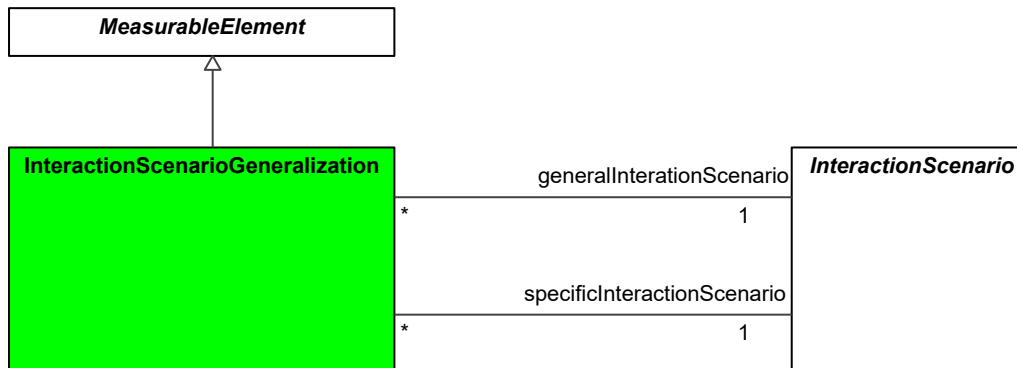 MeasurableElement
InteractionScenarioGeneralization
generalInterationScenario
InteractionScenario
*
1
specificInteractionScenario
*
1